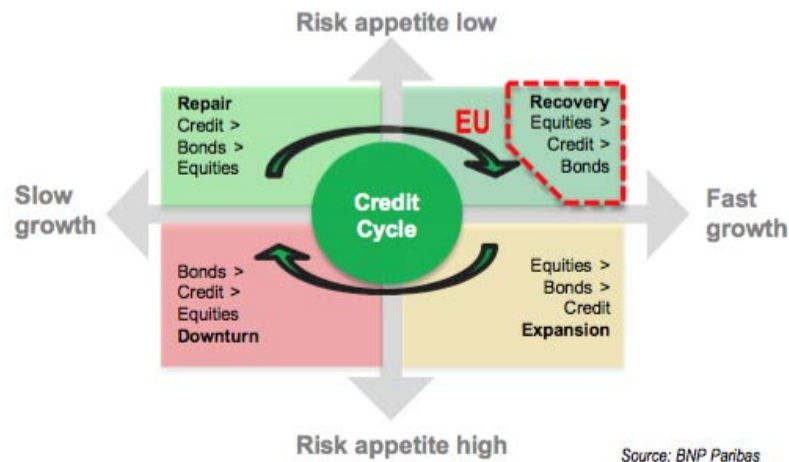 Risk appetite low
Repair
Credit >
Bonds >
Equities
EU
Recovery
Equities >
Credit >
Bonds
Slow
growth
Credit
Cycle
Fast
growth
Bonds >
Credit >
Equities
Downturn
Equities >
Bonds >
Credit
Expansion
Risk appetite high
Source: BNP Paribas